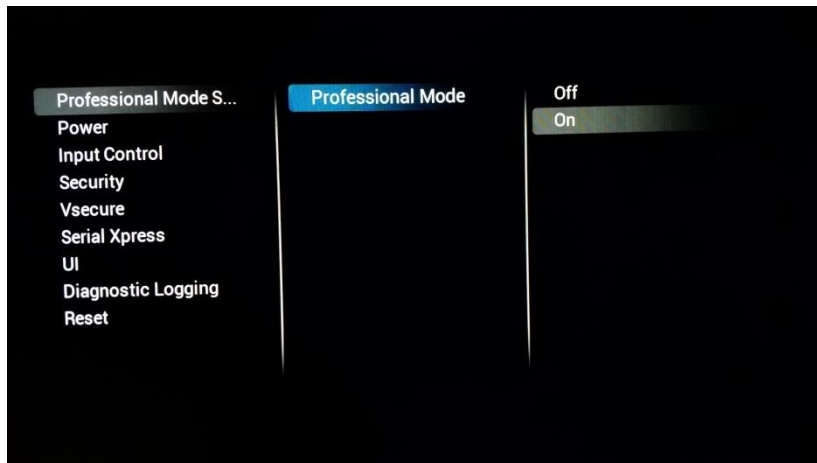 Professional Mode S...
Power
Input Control
Security
Vsecure
Serial Xpress
UI
Diagnostic Logging
Reset
Professional Mode
Off
On